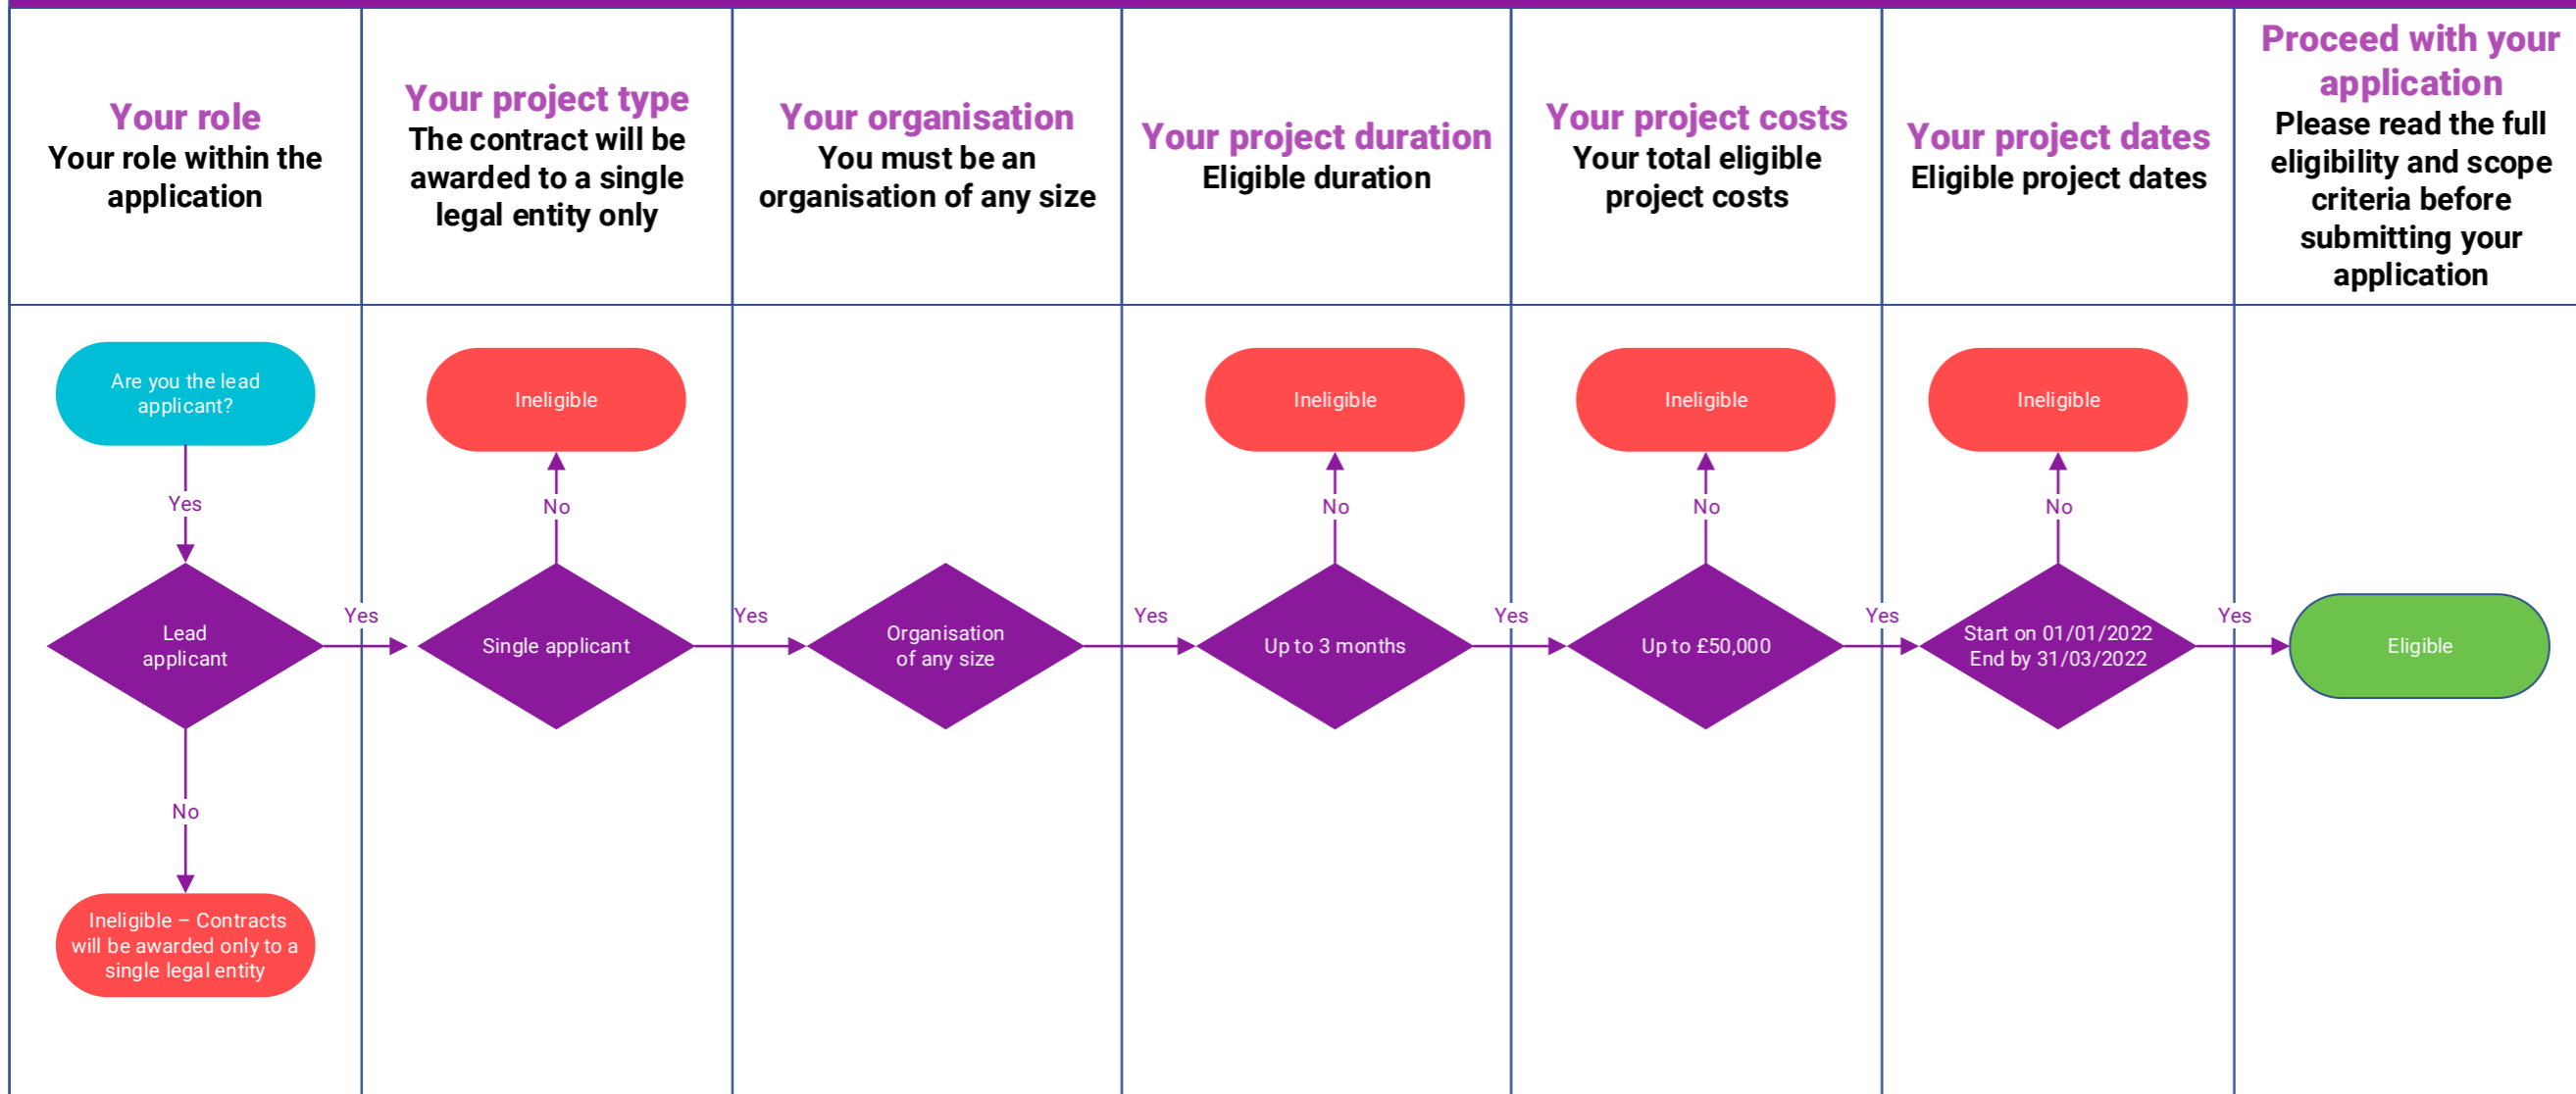 Your role
Your role within the
application
Your project type
The contract will be
awarded to a single
legal entity only
Your organisation
You must be an
organisation of any size
Your project duration
Eligible duration
Your project costs
Your total eligible
project costs
Your project dates
Eligible project dates
Proceed with your
application
Please read the full
eligibility and scope
criteria before
submitting your
application
Are you the lead
applicant?
Yes
Lead
applicant
No
Ineligible – Contracts
will be awarded only to a
single legal entity
Yes
Ineligible
No
Single applicant
Yes
Organisation
of any size
Yes
Ineligible
No
Up to 3 months
Yes
Ineligible
No
Up to £50,000
Yes
Ineligible
No
Start on 01/01/2022
End by 31/03/2022
Yes
Eligible